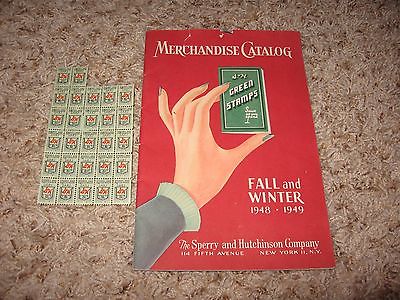 MERCHANDISE CATALOG
S·H
GREEN
STAMPS
FALL and
WINTER
1948 · 1949
The Sperry and Hutchinson Company
114 FIFTH AVENUE NEW YORK 11, N.Y.